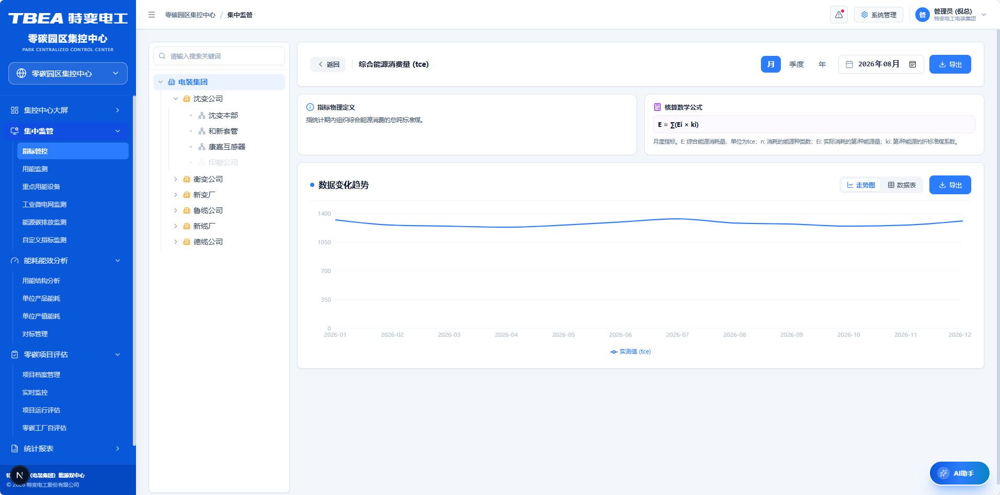 TBEA 特变电工
零碳园区集控中心
PARK CENTRALIZED CONTROL CENTER
零碳园区集控中心
集控中心大屏
集中监管
指标管控
用能监测
重点用能设备
工业微电网监测
能源碳排放监测
自定义指标监测
能耗能效分析
用能结构分析
单位产品能耗
单位产值能耗
对标管理
零碳项目评估
项目档案管理
实时监控
项目运行评估
零碳工厂自评估
统计报表
N
(电装集团) 能源双中心
© 2026 特变电工股份有限公司
零碳园区集控中心 / 集中监管
系统管理
管
管理员 (倪总)
特变电工电装集团
请输入搜索关键词
电装集团
沈变公司
沈变本部
和新套管
康嘉互感器
印能公司
衡变公司
新变厂
鲁缆公司
新缆厂
德缆公司
返回
综合能源消费量 (tce)
月
季度
年
2026年08月
导出
指标物理定义
指统计期内组织综合能源消费的总吨标准煤。
核算数学公式
E = ∑(Ei × ki)
月度指标。E: 综合能源消耗量，单位为tce；n: 消耗的能源种类数；Ei: 实际消耗的第i种能源量；ki: 第i种能源的折标准煤系数。
数据变化趋势
走势图
数据表
导出
1400
1050
700
350
0
2026-01
2026-02
2026-03
2026-04
2026-05
2026-06
2026-07
2026-08
2026-09
2026-10
2026-11
2026-12
实测值 (tce)
AI助手